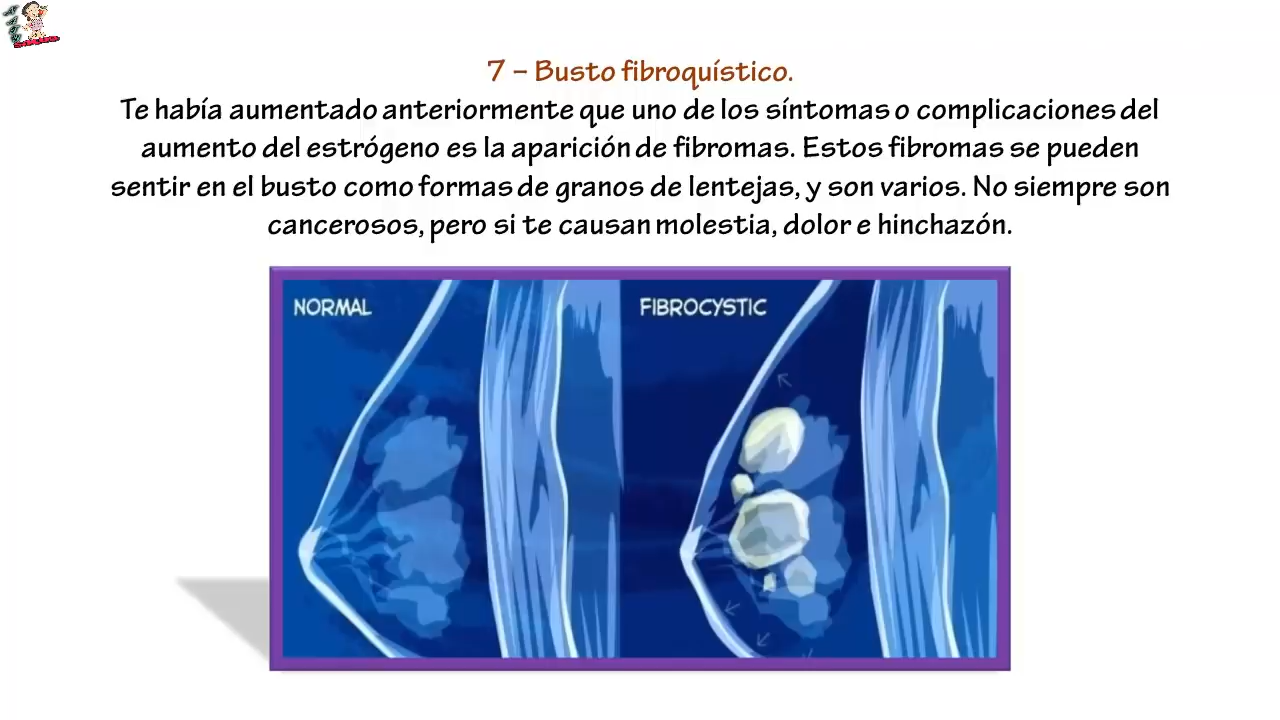 7 – Busto fibroquístico.
Te había aumentado anteriormente que uno de los síntomas o complicaciones del
aumento del estrógeno es la aparición de fibromas. Estos fibromas se pueden
sentir en el busto como formas de granos de lentejas, y son varios. No siempre son
cancerosos, pero si te causan molestia, dolor e hinchazón.
NORMAL
FIBROCYSTIC